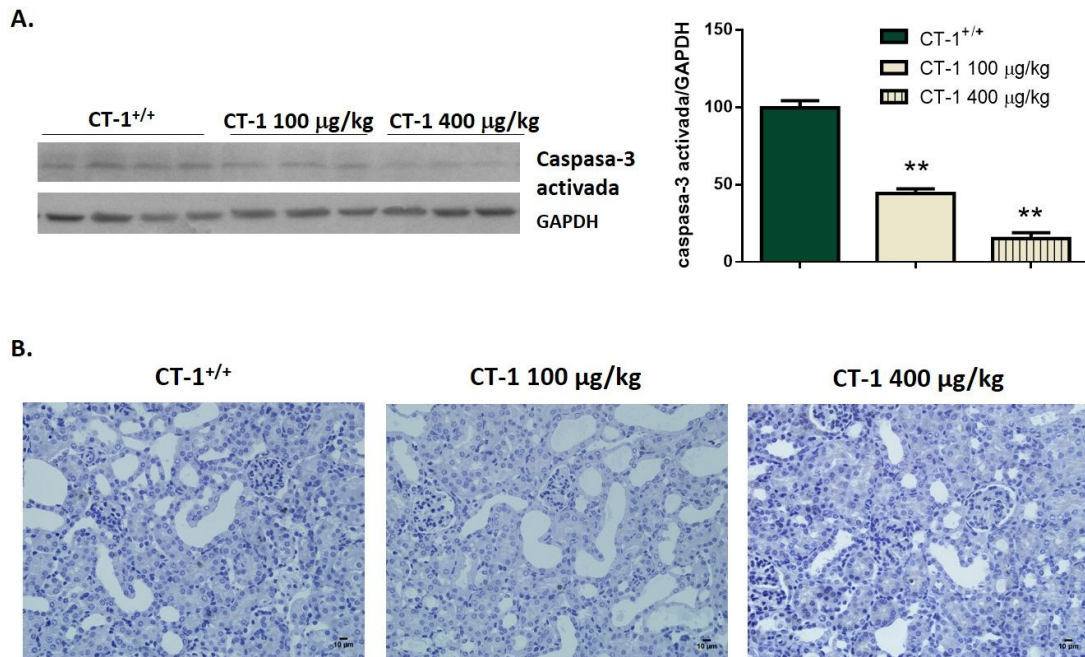 A.
CT-1+/+
CT-1 100 μg/kg
CT-1 400 μg/kg
Caspasa-3
activada
GAPDH
caspasa-3 activada/GAPDH
150
100
50
0
**
**
CT-1+/+
CT-1 100 μg/kg
CT-1 400 μg/kg
B.
CT-1+/+
CT-1 100 μg/kg
CT-1 400 μg/kg
10 μm
10 μm
10 μm